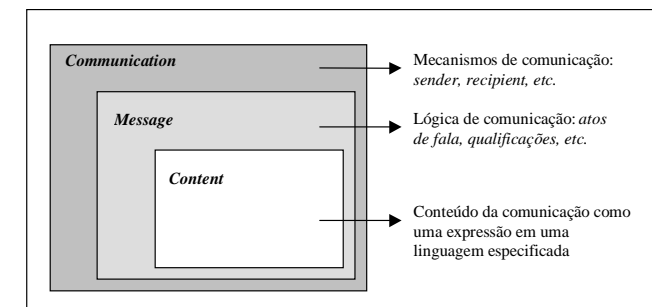 Communication
Mecanismos de comunicação:
sender, recipient, etc.
Message
Lógica de comunicação: atos
de fala, qualificações, etc.
Content
Conteúdo da comunicação como
uma expressão em uma
linguagem especificada